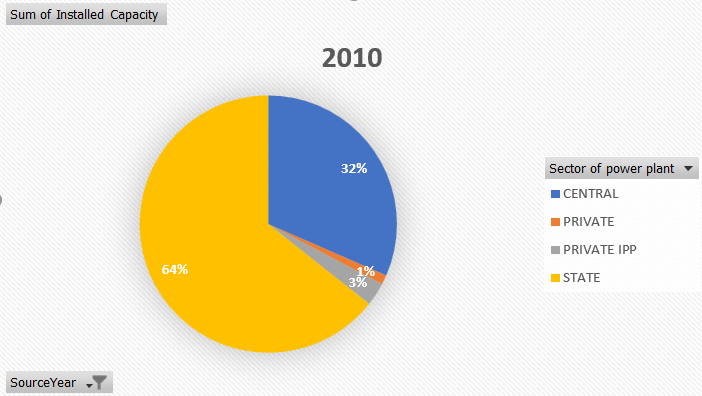 Sum of Installed Capacity
2010
32%
1%
3%
64%
Sector of power plant
CENTRAL
PRIVATE
PRIVATE IPP
STATE
SourceYear